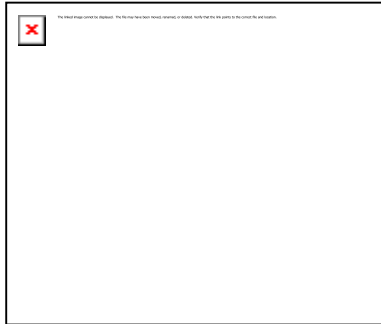 The linked image cannot be displayed.  The file may have been moved, renamed, or deleted. Verify that the link points to the correct file and location.